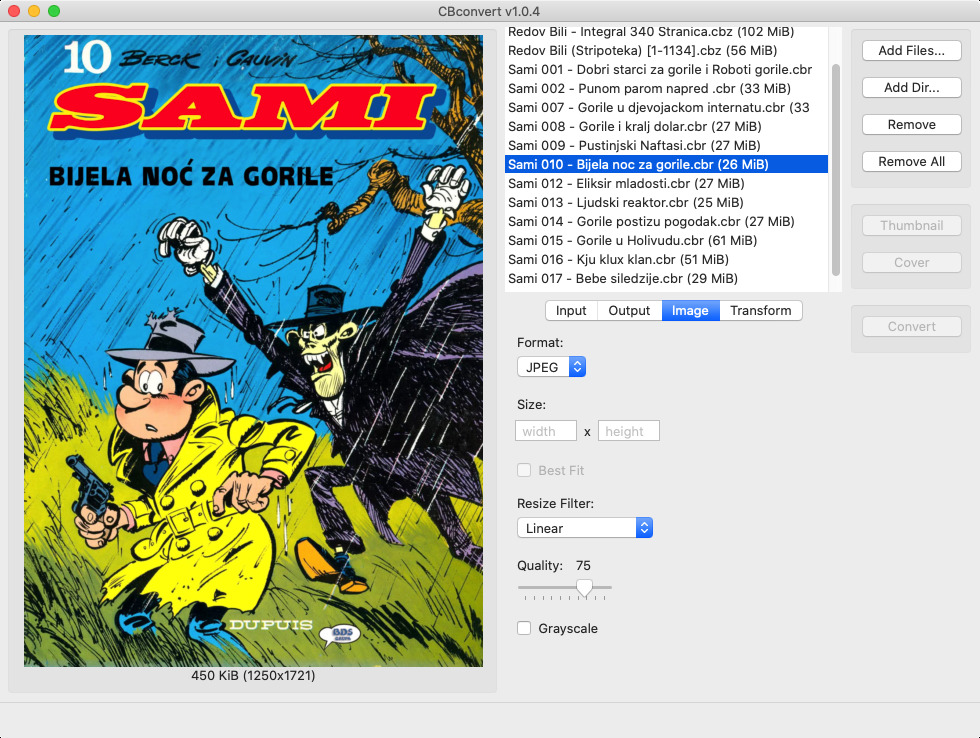 CBconvert v1.0.4
10 BERCK i GAUVIN
SAMI
BIJELA NOĆ ZA GORILE
DUPUIS
BDS
450 KiB (1250x1721)
Redov Bili - Integral 340 Stranica.cbz (102 MiB)
Redov Bili (Stripoteka) [1-1134].cbz (56 MiB)
Sami 001 - Dobri starci za gorile i Roboti gorile.cbr
Sami 002 - Punom parom napred .cbr (33 MiB)
Sami 007 - Gorile u djevojackom internatu.cbr (33
Sami 008 - Gorile i kralj dolar.cbr (27 MiB)
Sami 009 - Pustinjski Naftasi.cbr (27 MiB)
Sami 010 - Bijela noc za gorile.cbr (26 MiB)
Sami 012 - Eliksir mladosti.cbr (27 MiB)
Sami 013 - Ljudski reaktor.cbr (25 MiB)
Sami 014 - Gorile postizu pogodak.cbr (27 MiB)
Sami 015 - Gorile u Holivudu.cbr (61 MiB)
Sami 016 - Kju klux klan.cbr (51 MiB)
Sami 017 - Bebe siledzije.cbr (29 MiB)
Input Output Image Transform
Format:
JPEG
Size:
width x height
Best Fit
Resize Filter:
Linear
Quality: 75
Grayscale
Add Files...
Add Dir...
Remove
Remove All
Thumbnail
Cover
Convert